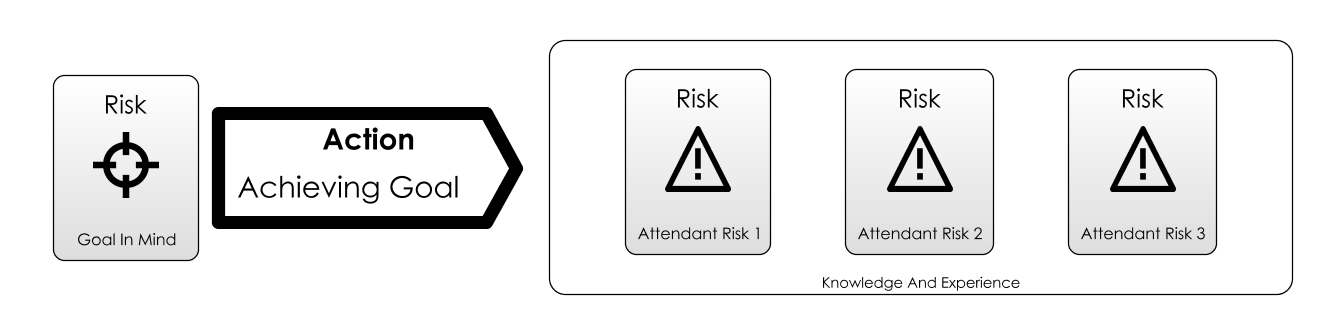 Risk
Goal In Mind
Action
Achieving Goal
Risk
Attendant Risk 1
Risk
Attendant Risk 2
Risk
Attendant Risk 3
Knowledge And Experience